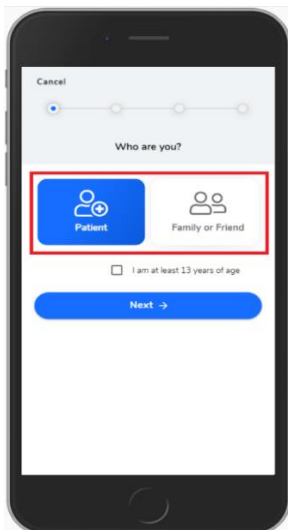 Cancel
Who are you?
Patient Family or Friend
I am at least 13 years of age
Next →